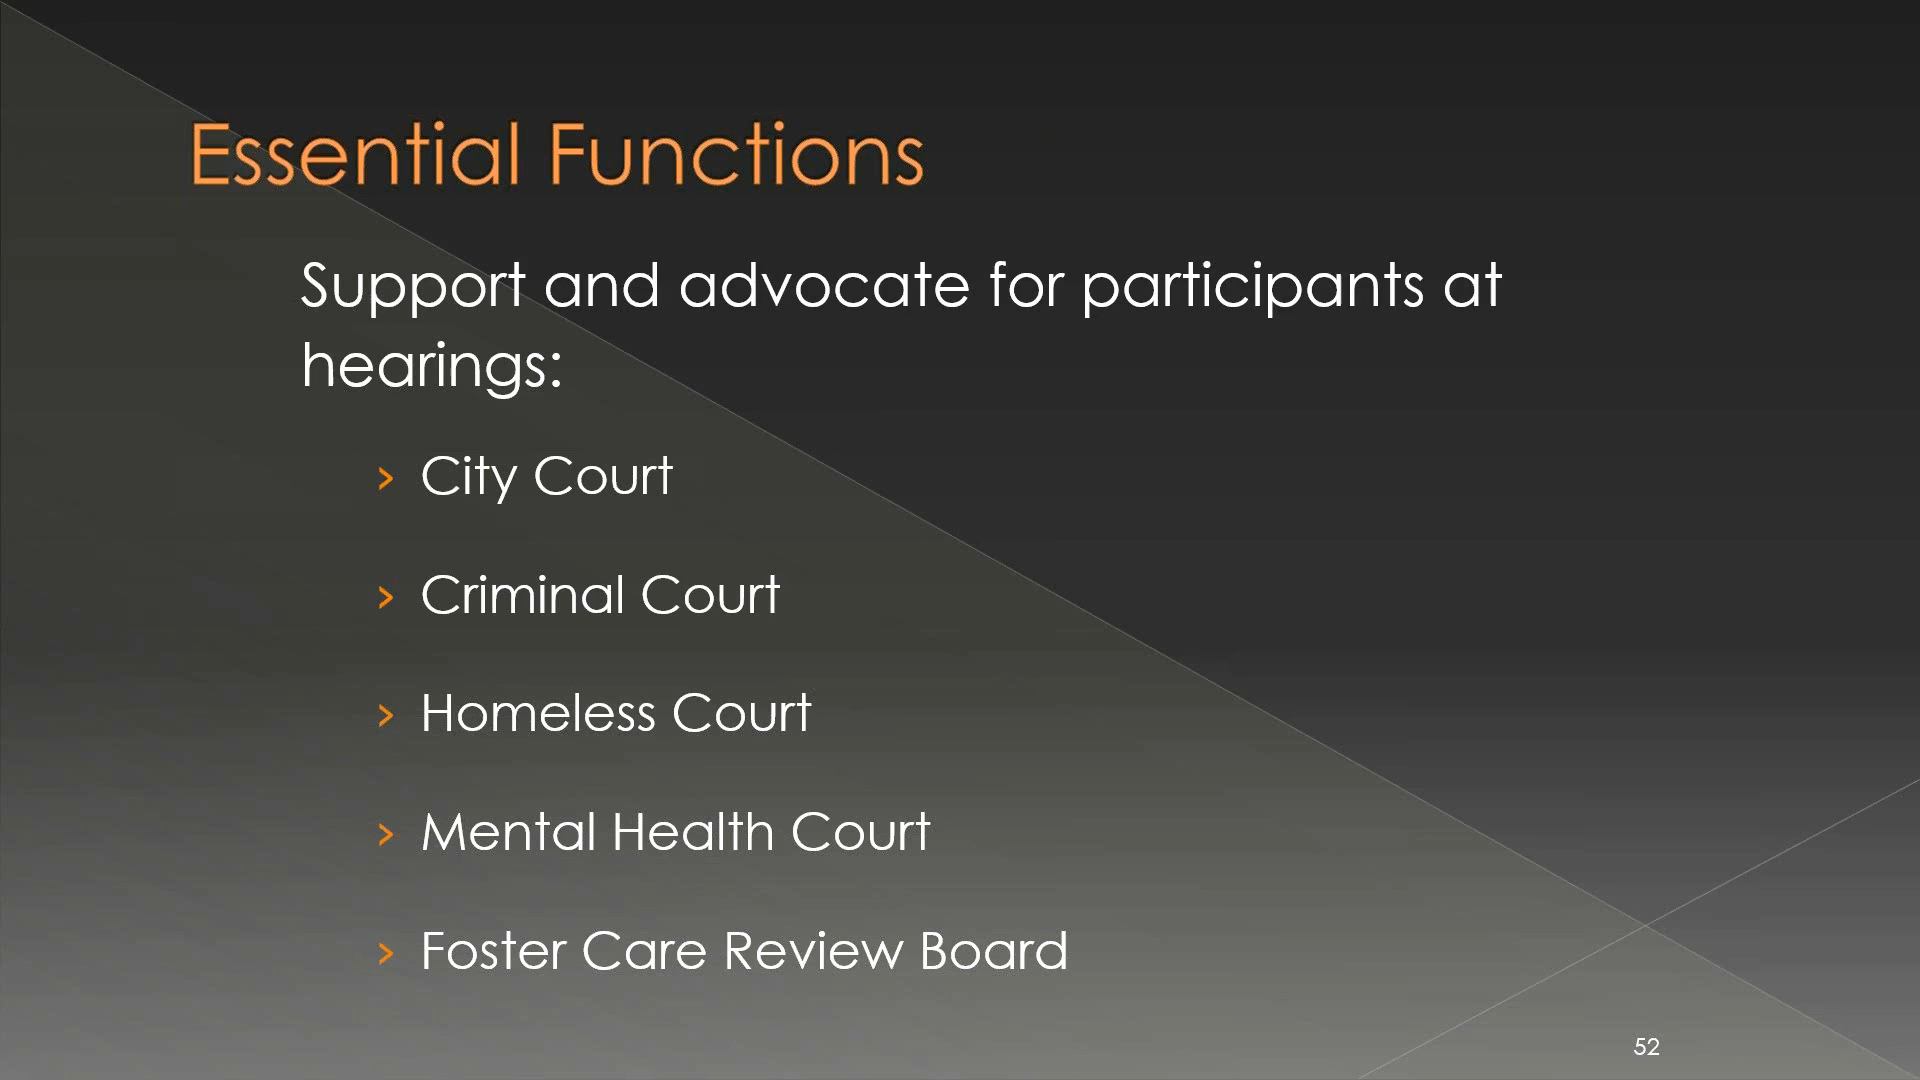 Essential Functions
Support and advocate for participants at
hearings:
› City Court
› Criminal Court
› Homeless Court
› Mental Health Court
› Foster Care Review Board
52